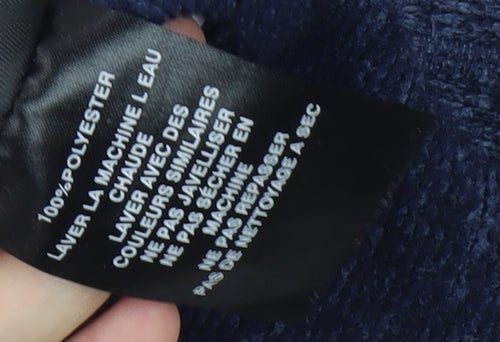 100%POLYESTER
LAVER LA MACHINE L EAU
CHAUDE
LAVER AVEC DES
COULEURS SIMILAIRES
NE PAS JAVELLISER
NE PAS SECHER EN
MACHINE
NE PAS REPASSER
PAS DE NETTOYAGE A SEC